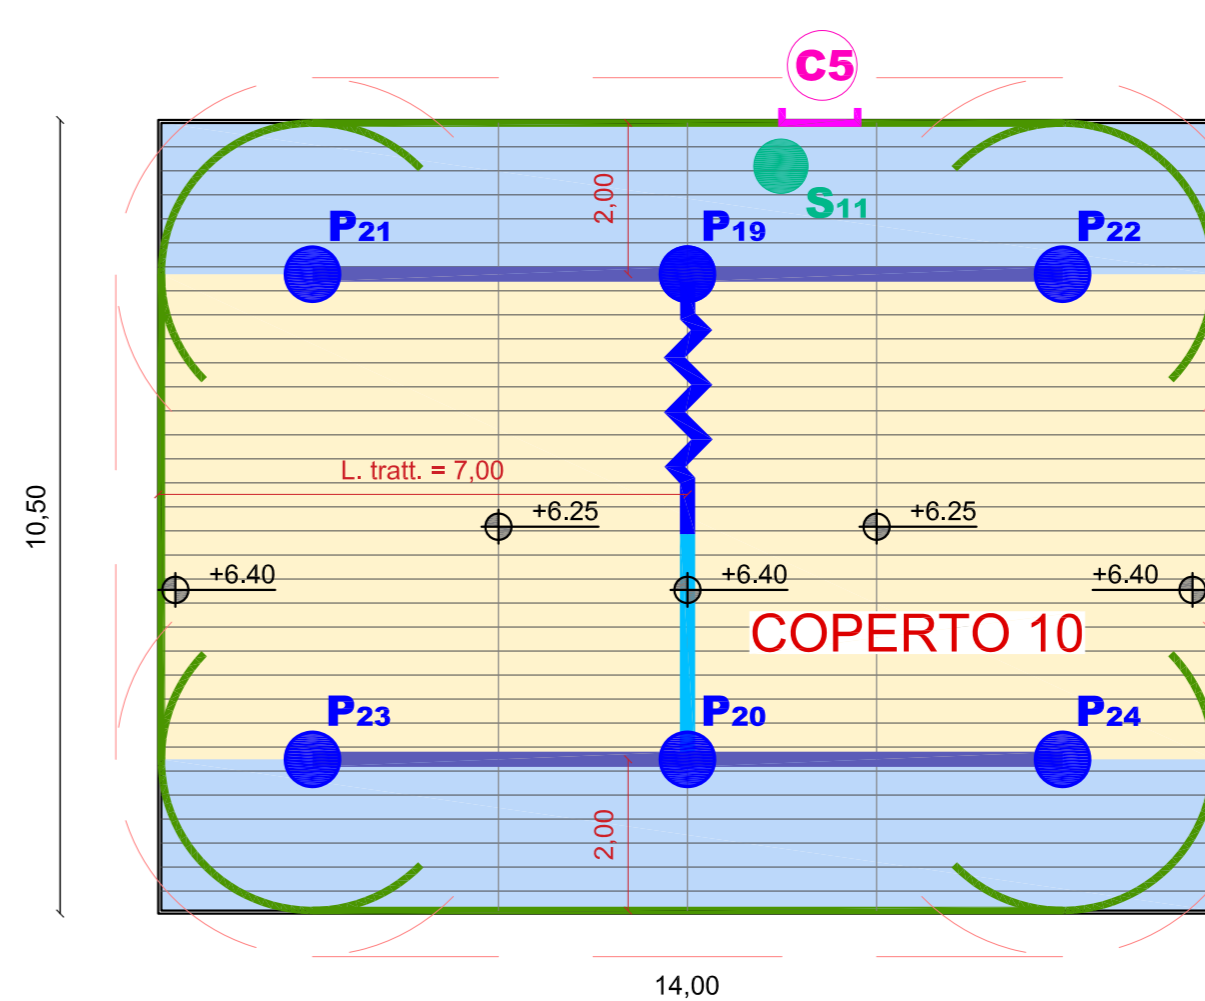 C5
2,00
S11
P21
P19
P22
L. tratt. = 7,00
10,50
+6.25
+6.25
+6.40
+6.40
+6.40
COPERTO 10
P23
P20
P24
2,00
14,00